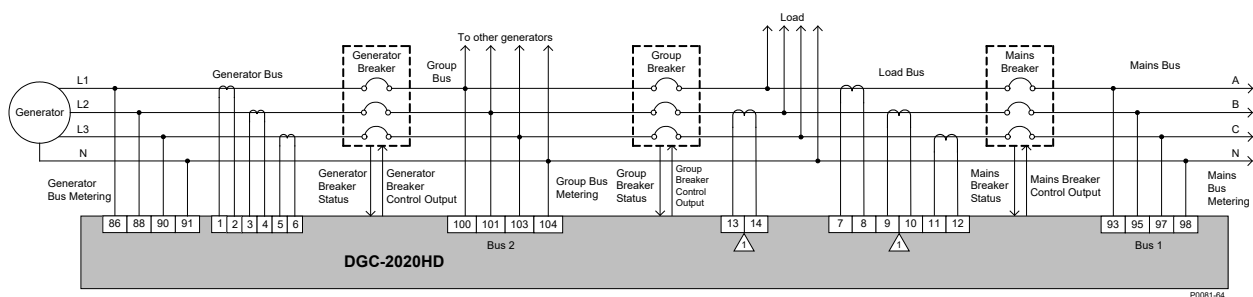 To other generators
Load
Generator
Breaker
Group
Breaker
Mains
Breaker
Generator Bus
Group
Bus
Load Bus
Mains Bus
L1
A
L2
B
Generator
L3
C
N
N
Generator
Bus Metering
Generator
Breaker
Status
Generator
Breaker
Control Output
Group Bus
Metering
Group
Breaker
Status
Group
Breaker
Control
Output
Mains
Breaker
Status
Mains Breaker
Control Output
Mains
Bus
Metering
86 88 90 91 1 2 3 4 5 6 100 101 103 104 13 14 7 8 9 10 11 12 93 95 97 98
Bus 2
1
1
Bus 1
DGC-2020HD
P0081-64